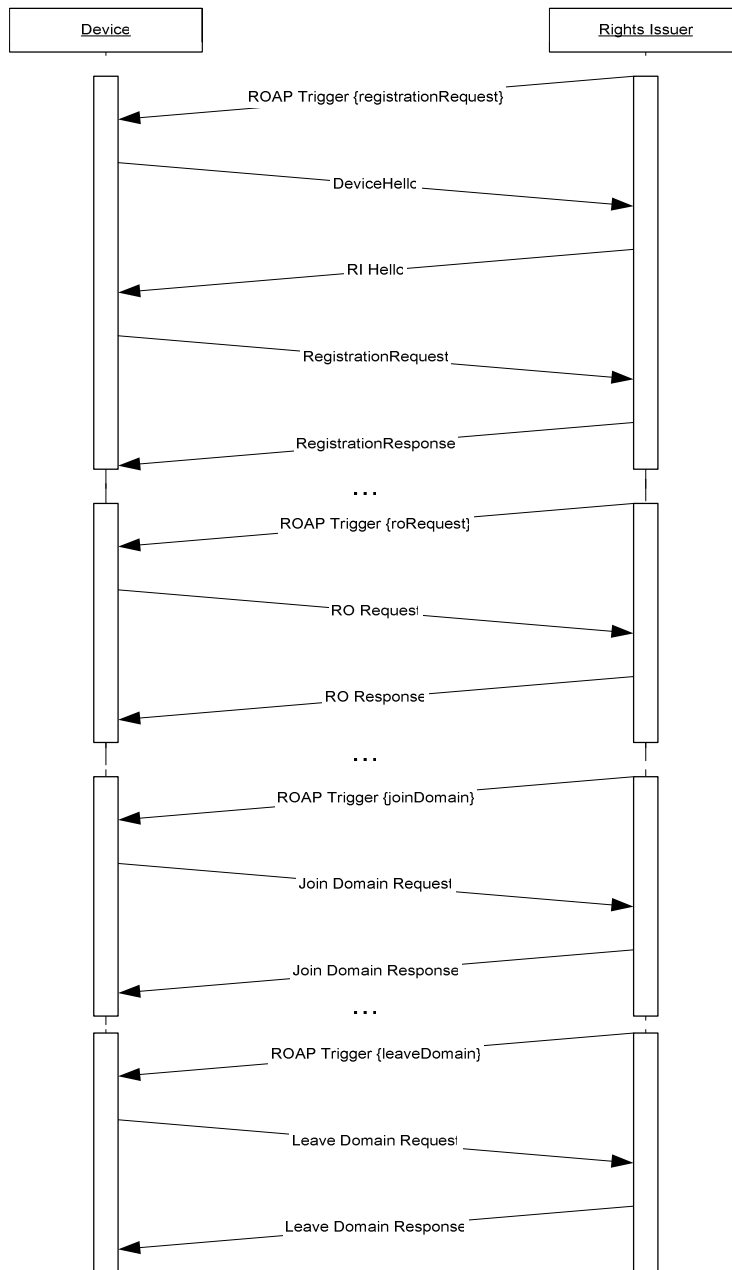 Device
Rights Issuer
ROAP Trigger {registrationRequest}
DeviceHello
RI Hello
RegistrationRequest
RegistrationResponse
...
ROAP Trigger {roRequest}
RO Request
RO Response
...
ROAP Trigger {joinDomain}
Join Domain Request
Join Domain Response
...
ROAP Trigger {leaveDomain}
Leave Domain Request
Leave Domain Response